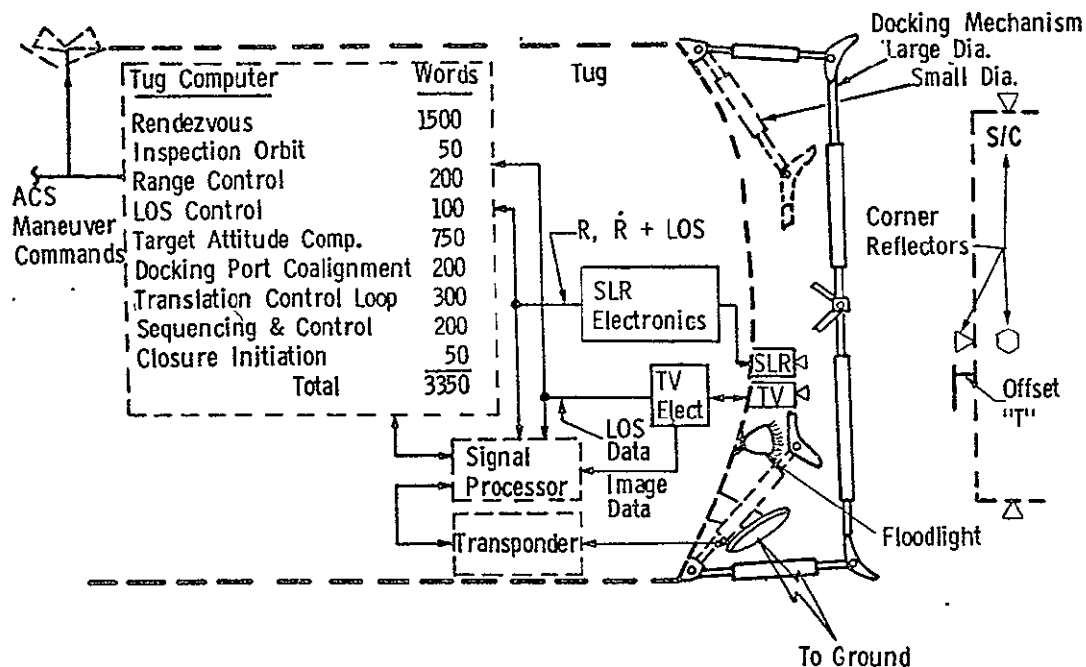 Docking Mechanism
Large Dia.
Small Dia.
Tug
Tug Computer Words
Rendezvous 1500
Inspection Orbit 50
Range Control 200
LOS Control 100
Target Attitude Comp. 750
Docking Port Coalignment 200
Translation Control Loop 300
Sequencing & Control 200
Closure Initiation 50
Total 3350
ACS
Maneuver
Commands
R, Ṙ + LOS
SLR
Electronics
SLR
TV
TV
Elect
LOS
Data
Image
Data
Signal
Processor
Transponder
S/C
Corner
Reflectors
Offset
"T"
Floodlight
To Ground